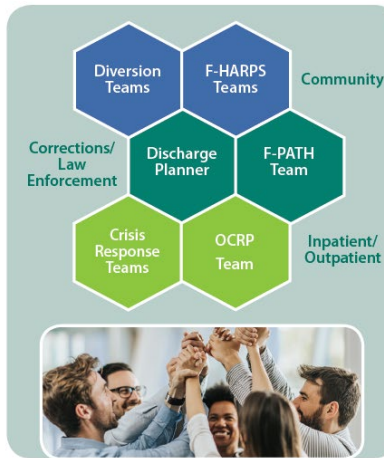 Diversion
Teams
F-HARPS
Teams
Community
Corrections/
Law
Enforcement
Discharge
Planner
F-PATH
Team
Crisis
Response
Teams
OCRP
Team
Inpatient/
Outpatient